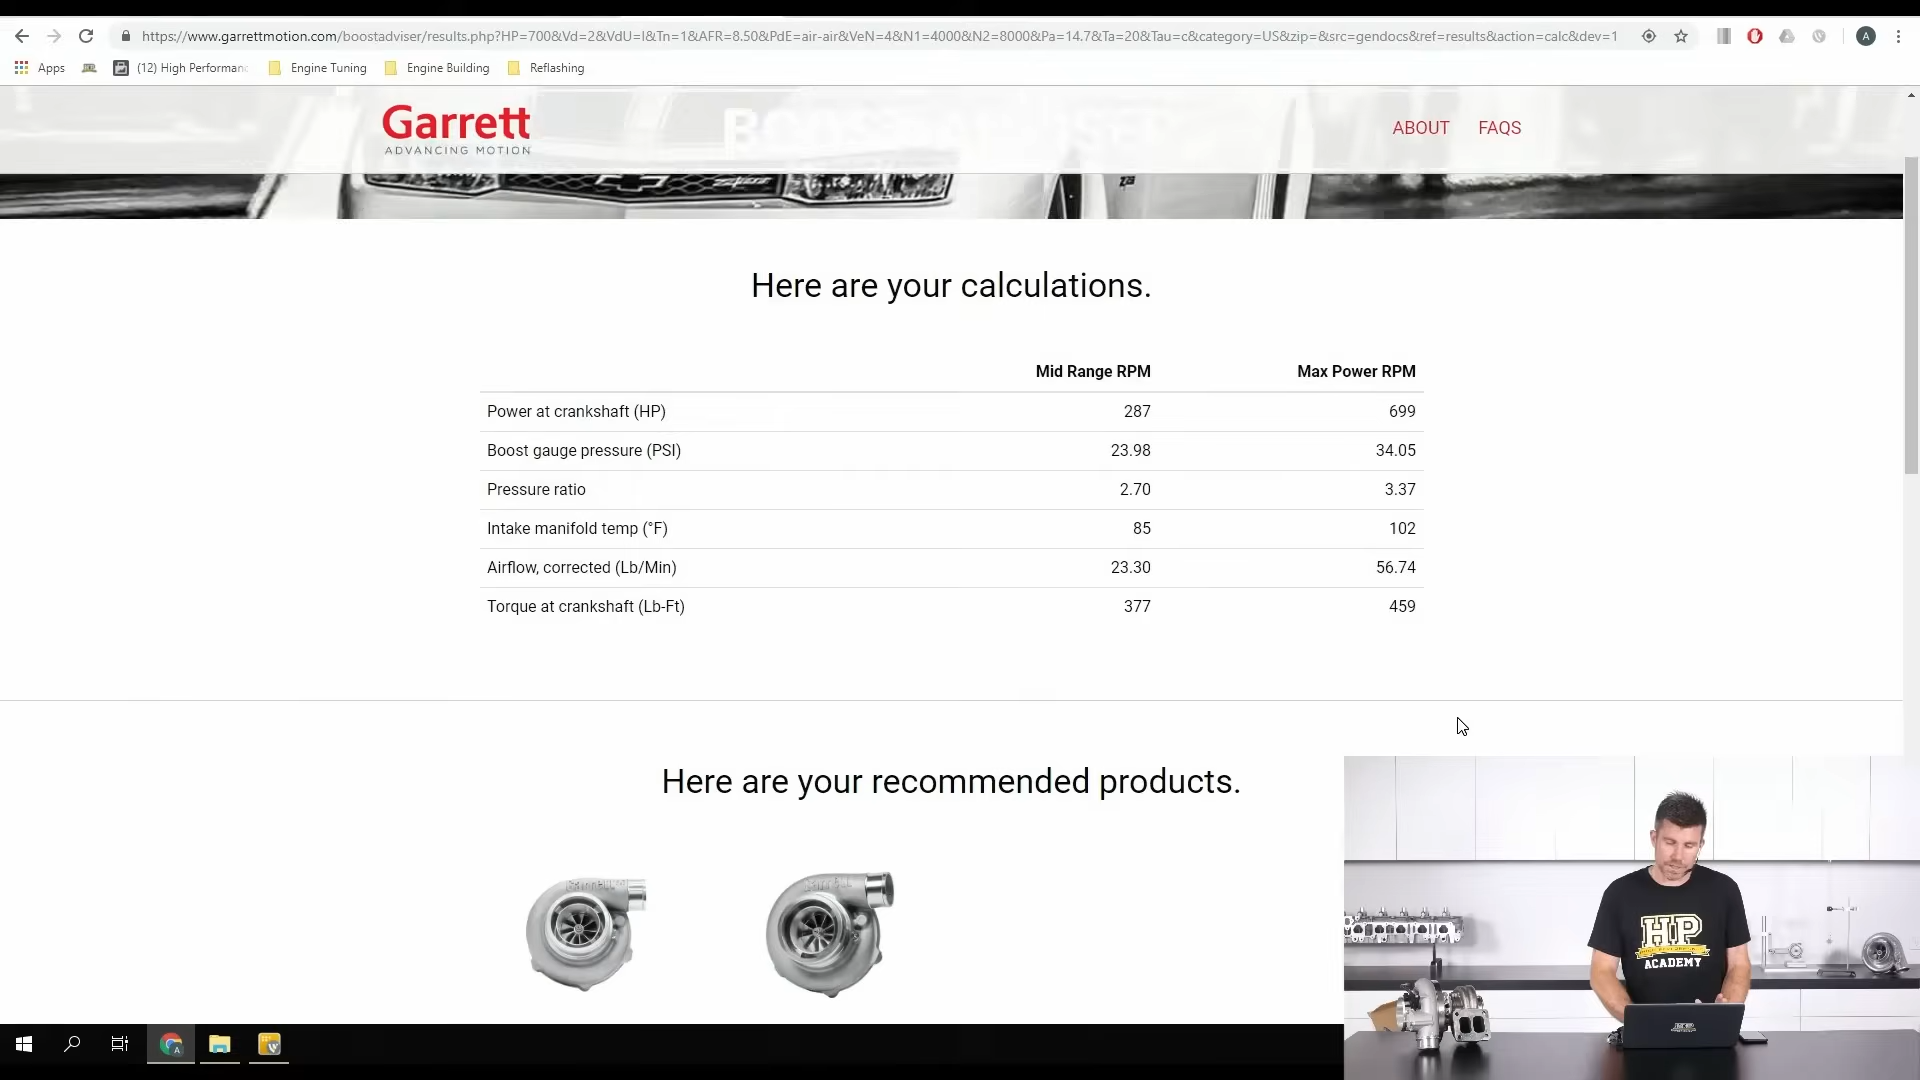 https://www.garrettmotion.com/boostadviser/results.php?HP=700&Vd=2&VdU=l&Tn=1&AFR=8.50&PdE=air-air&VeN=4&N1=4000&N2=8000&Pa=14.7&Ta=20&Tau=c&category=US&zip=&src=gendocs&ref=results&action=calc&dev=1
A
Apps
(12) High Performan
Engine Tuning
Engine Building
Reflashing
Garrett
ADVANCING MOTION
ABOUT
FAQS
Here are your calculations.
Mid Range RPM Max Power RPM
Power at crankshaft (HP) 287 699
Boost gauge pressure (PSI) 23.98 34.05
Pressure ratio 2.70 3.37
Intake manifold temp (°F) 85 102
Airflow, corrected (Lb/Min) 23.30 56.74
Torque at crankshaft (Lb-Ft) 377 459
Here are your recommended products.
HP
ACADEMY